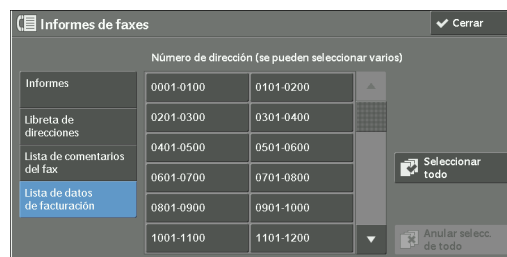 Informes de faxes
Cerrar
Número de dirección (se pueden seleccionar varios)
Informes
Libreta de
direcciones
Lista de comentarios
del fax
Lista de datos
de facturación
0001-0100 0101-0200
0201-0300 0301-0400
0401-0500 0501-0600
0601-0700 0701-0800
0801-0900 0901-1000
1001-1100 1101-1200
Seleccionar
todo
Anular selecc.
de todo